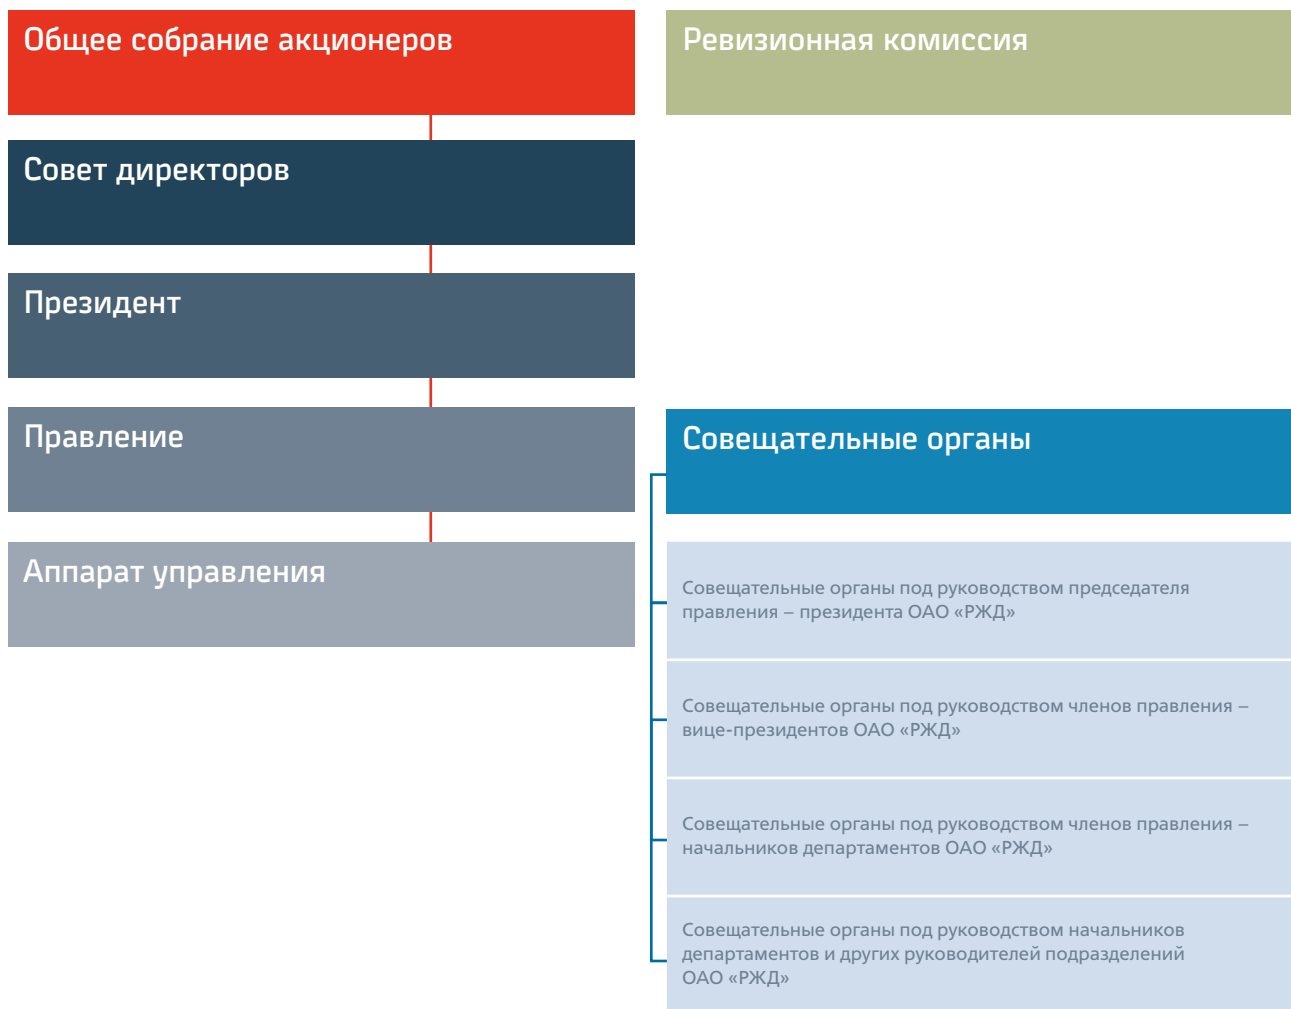 Общее собрание акционеров
Ревизионная комиссия
Совет директоров
Президент
Правление
Совещательные органы
Аппарат управления
Совещательные органы под руководством председателя
правления – президента ОАО «РЖД»
Совещательные органы под руководством членов правления –
вице-президентов ОАО «РЖД»
Совещательные органы под руководством членов правления –
начальников департаментов ОАО «РЖД»
Совещательные органы под руководством начальников
департаментов и других руководителей подразделений
ОАО «РЖД»